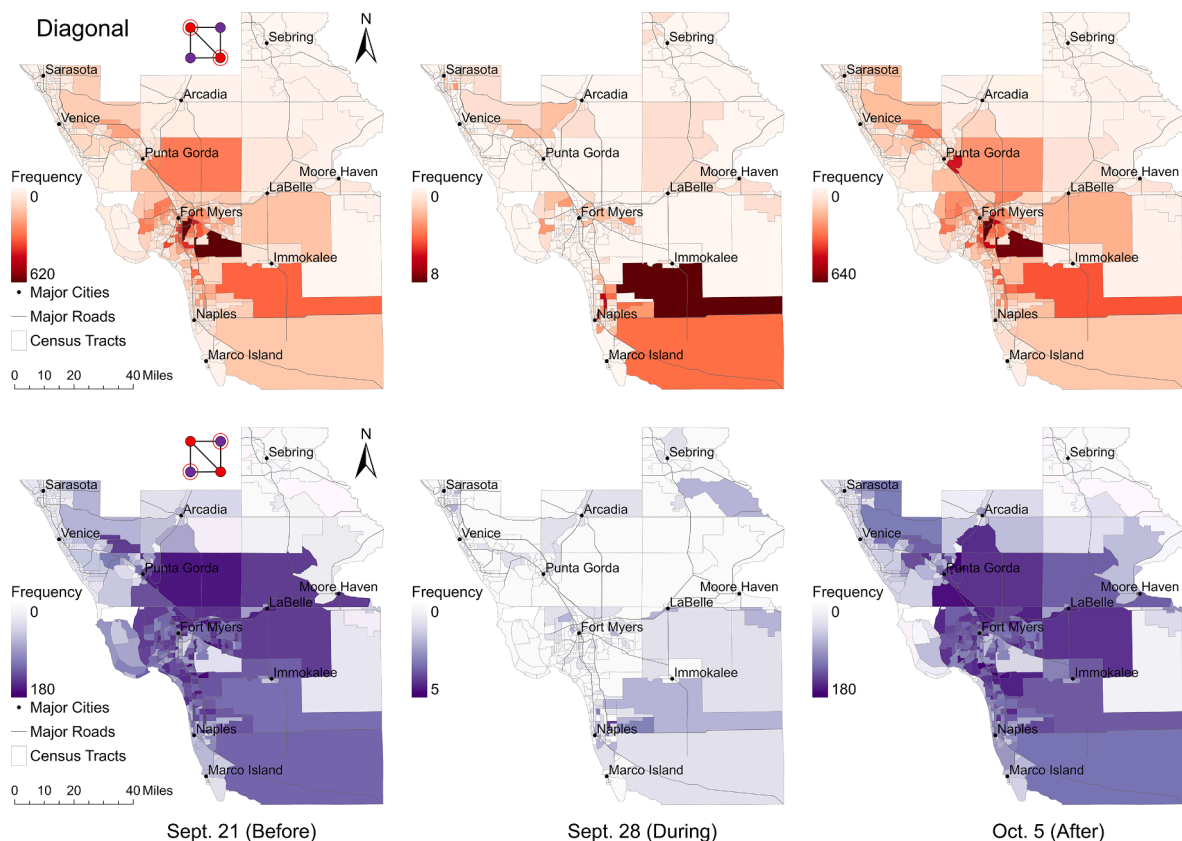 Diagonal
N
Sebring
Sarasota
Arcadia
Venice
Punta Gorda
Moore Haven
Frequency
0
LaBelle
Fort Myers
620
Immokalee
Major Cities
Major Roads
Naples
Census Tracts
Marco Island
0 10 20 40 Miles
Sebring
Sarasota
Arcadia
Venice
Punta Gorda
Moore Haven
Frequency
0
LaBelle
Fort Myers
8
Immokalee
Naples
Marco Island
Sebring
Sarasota
Arcadia
Venice
Punta Gorda
Moore Haven
Frequency
0
LaBelle
Fort Myers
640
Immokalee
Naples
Marco Island
N
Sebring
Sarasota
Arcadia
Venice
Punta Gorda
Moore Haven
Frequency
0
LaBelle
Fort Myers
180
Immokalee
Major Cities
Major Roads
Naples
Census Tracts
Marco Island
0 10 20 40 Miles
Sebring
Sarasota
Arcadia
Venice
Punta Gorda
Moore Haven
Frequency
0
LaBelle
Fort Myers
5
Immokalee
Naples
Marco Island
Sebring
Sarasota
Arcadia
Venice
Punta Gorda
Moore Haven
Frequency
0
LaBelle
Fort Myers
180
Immokalee
Naples
Marco Island
Sept. 21 (Before)
Sept. 28 (During)
Oct. 5 (After)